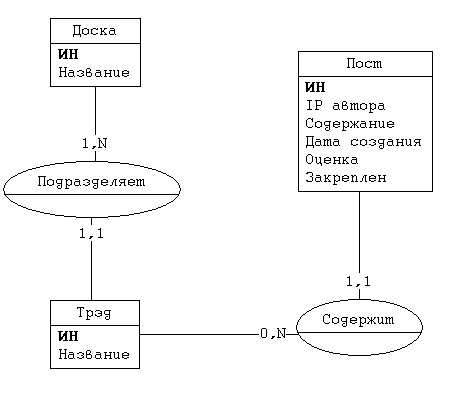 Доска
ИН
Название
Пост
ИН
IP автора
Содержание
Дата создания
Оценка
Закреплен
1,N
Подразделяет
1,1
1,1
Трэд
ИН
Название
0,N
Содержит